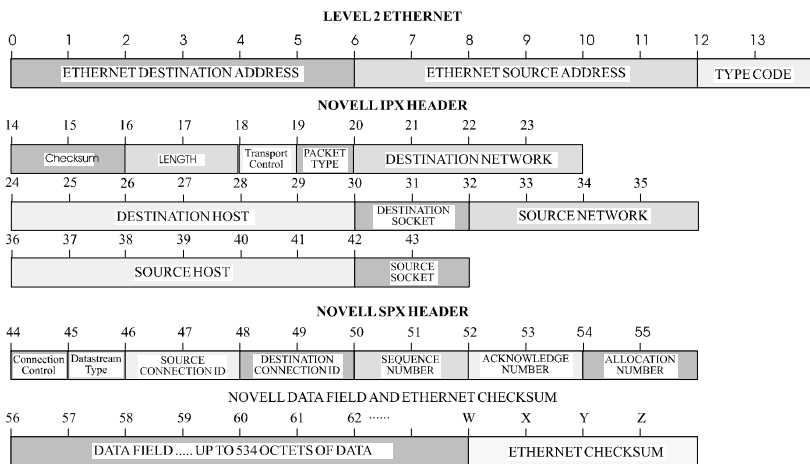 LEVEL 2 ETHERNET
0 1 2 3 4 5 6 7 8 9 10 11 12 13
ETHERNET DESTINATION ADDRESS ETHERNET SOURCE ADDRESS TYPE CODE
NOVELL IPX HEADER
14 15 16 17 18 19 20 21 22 23
Checksum LENGTH Transport Control PACKET TYPE DESTINATION NETWORK
24 25 26 27 28 29 30 31 32 33 34 35
DESTINATION HOST DESTINATION SOCKET SOURCE NETWORK
36 37 38 39 40 41 42 43
SOURCE HOST SOURCE SOCKET
NOVELL SPX HEADER
44 45 46 47 48 49 50 51 52 53 54 55
Connection Control Datastream Type SOURCE CONNECTION ID DESTINATION CONNECTION ID SEQUENCE NUMBER ACKNOWLEDGE NUMBER ALLOCATION NUMBER
NOVELL DATA FIELD AND ETHERNET CHECKSUM
56 57 58 59 60 61 62 ...... W X Y Z
DATA FIELD ..... UP TO 534 OCTETS OF DATA ETHERNET CHECKSUM